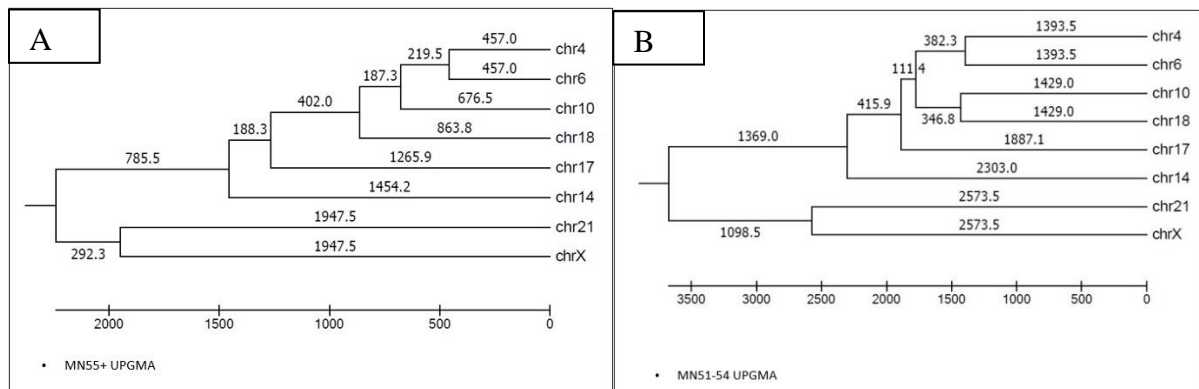 A
457.0
chr4
219.5
457.0
chr6
187.3
676.5
chr10
402.0
863.8
chr18
188.3
1265.9
chr17
785.5
1454.2
chr14
1947.5
chr21
292.3
1947.5
chrX
2000 1500 1000 500 0
• MN55+ UPGMA
B
1393.5
chr4
382.3
1393.5
chr6
111.4
1429.0
chr10
346.8
1429.0
chr18
415.9
1887.1
chr17
1369.0
2303.0
chr14
2573.5
chr21
1098.5
2573.5
chrX
3500 3000 2500 2000 1500 1000 500 0
• MN51-54 UPGMA